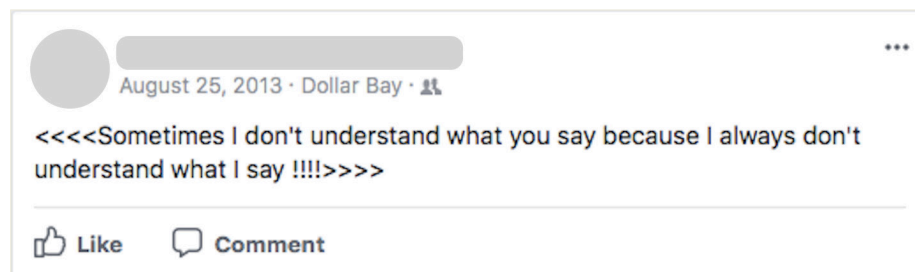 August 25, 2013 · Dollar Bay ·
<<<<Sometimes I don't understand what you say because I always don't
understand what I say !!!!>>>>
Like Comment